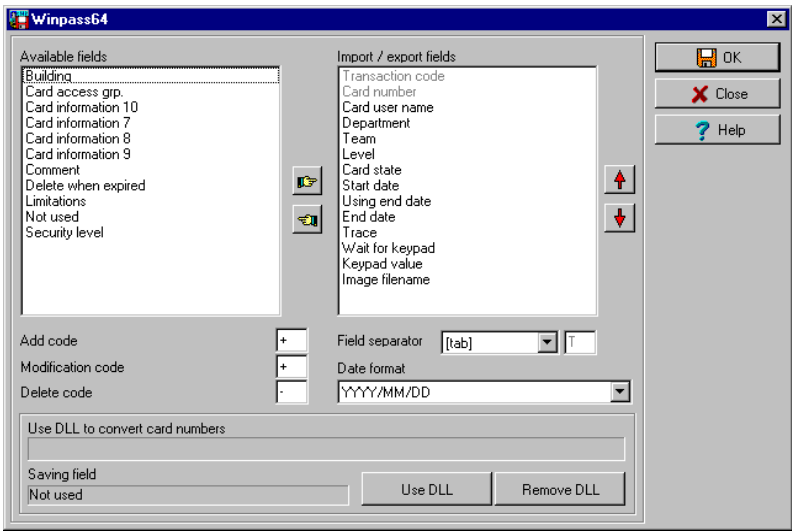 Winpass64
Available fields
Building
Card access grp.
Card information 10
Card information 7
Card information 8
Card information 9
Comment
Delete when expired
Limitations
Not used
Security level
Import / export fields
Transaction code
Card number
Card user name
Department
Team
Level
Card state
Start date
Using end date
End date
Trace
Wait for keypad
Keypad value
Image filename
OK
Close
Help
Add code +
Modification code +
Delete code -
Field separator [tab] T
Date format
YYYY/MM/DD
Use DLL to convert card numbers
Saving field
Not used
Use DLL
Remove DLL